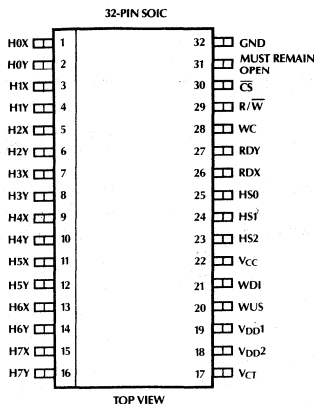 32-PIN SOIC
H0X 1 32 GND
H0Y 2 31 MUST REMAIN OPEN
H1X 3 30 C̅S̅
H1Y 4 29 R/W̅
H2X 5 28 WC
H2Y 6 27 RDY
H3X 7 26 RDX
H3Y 8 25 HS0
H4X 9 24 HS1
H4Y 10 23 HS2
H5X 11 22 VCC
H5Y 12 21 WDI
H6X 13 20 WUS
H6Y 14 19 VDD1
H7X 15 18 VDD2
H7Y 16 17 VCT
TOP VIEW